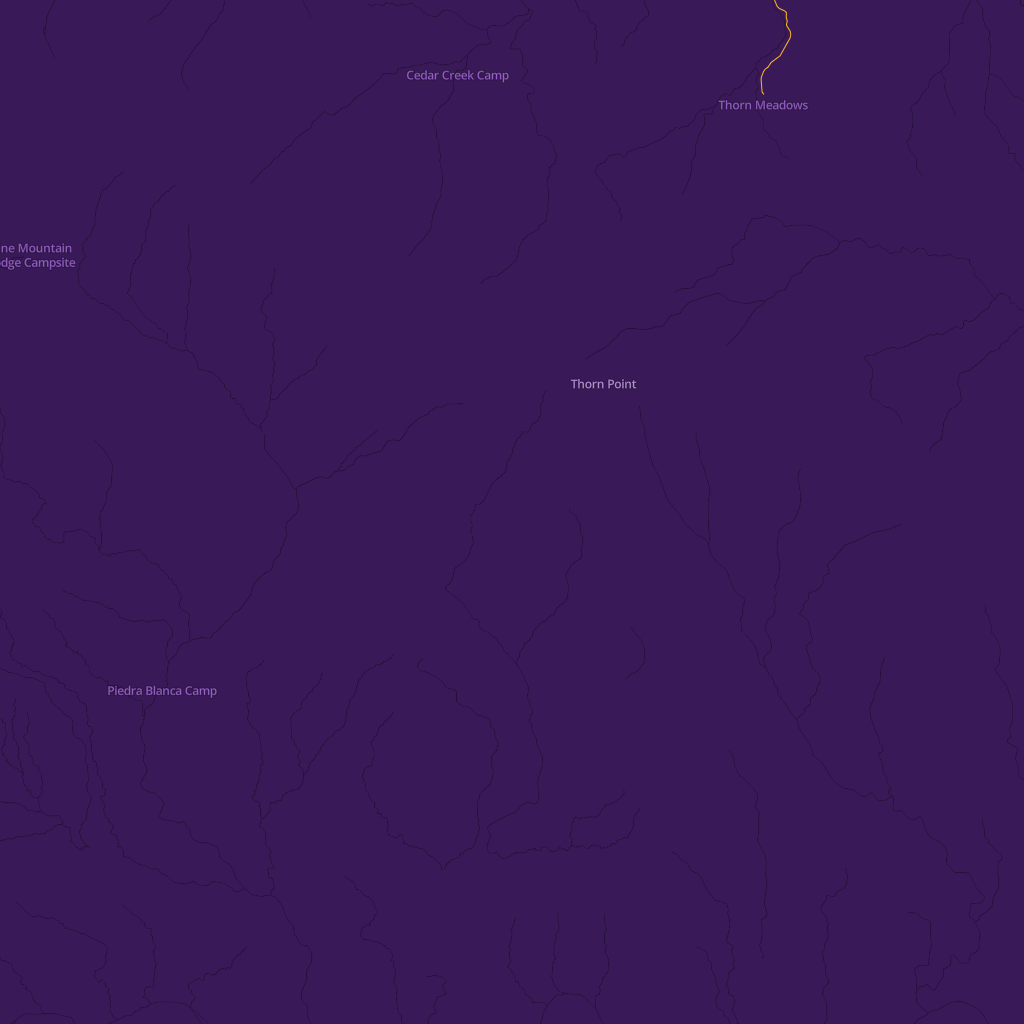 Cedar Creek Camp
Thorn Meadows
ne Mountain
dge Campsite
Thorn Point
Piedra Blanca Camp